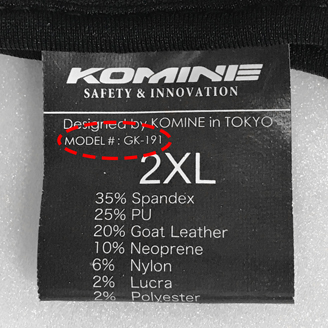 KOMINE
SAFETY & INNOVATION
Designed by KOMINE in TOKYO
MODEL # : GK-191
2XL
35% Spandex
25% PU
20% Goat Leather
10% Neoprene
6% Nylon
2% Lucra
2% Polyester